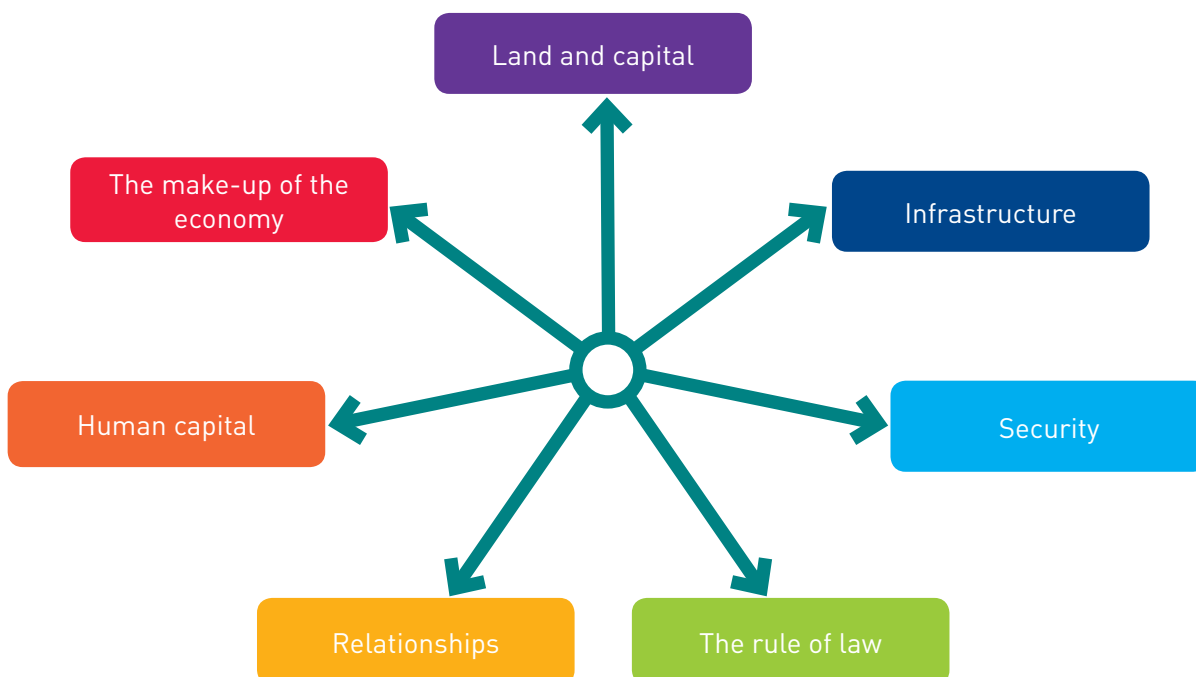 Land and capital
The make-up of the
economy
Infrastructure
Human capital
Security
Relationships
The rule of law